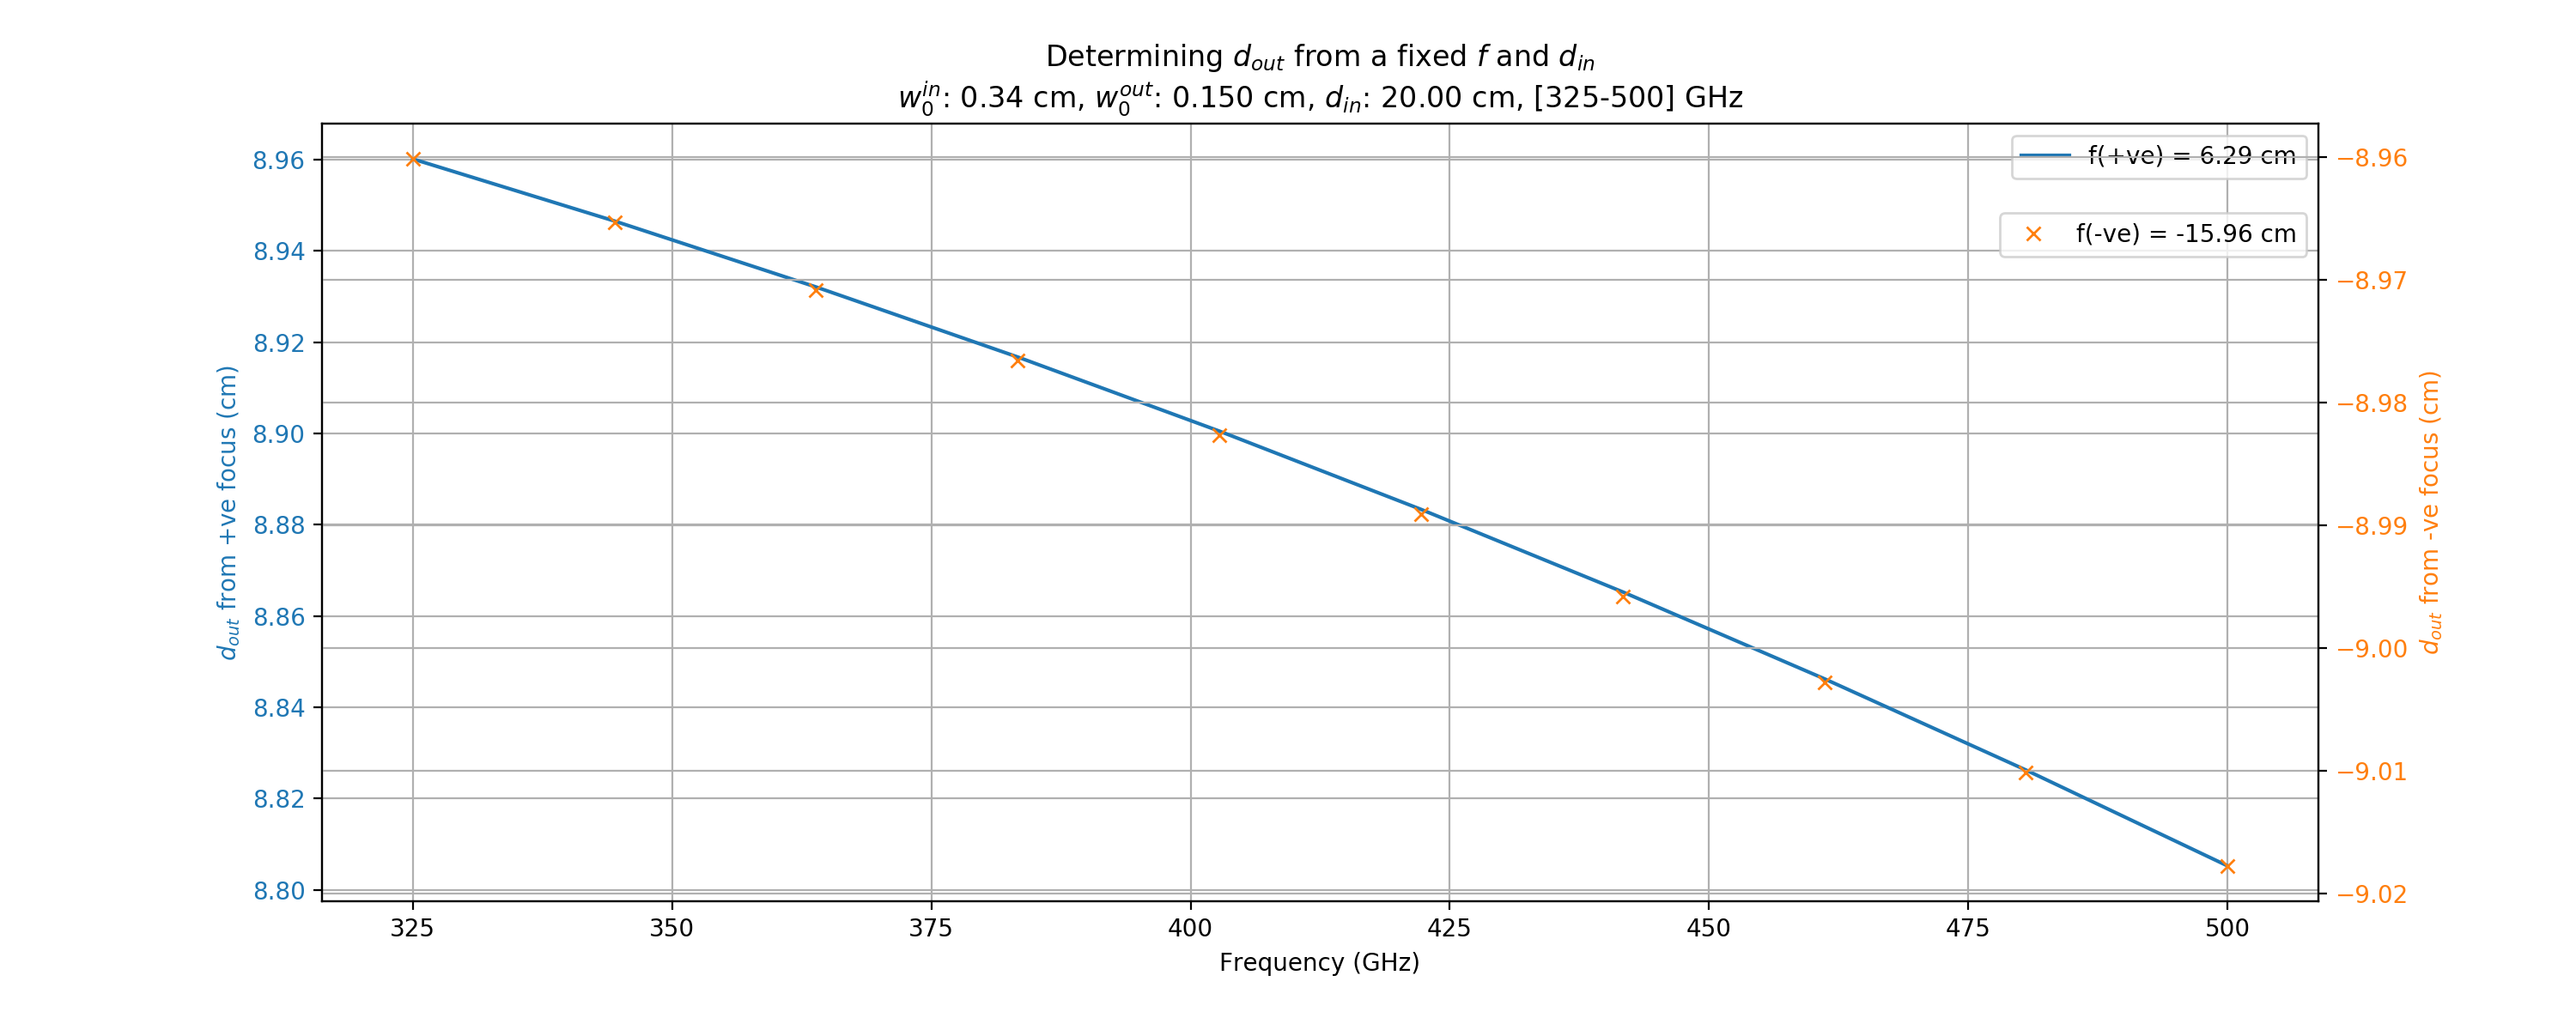 Determining d_out from a fixed f and d_in
w_0^in: 0.34 cm, w_0^out: 0.150 cm, d_in: 20.00 cm, [325-500] GHz
f(+ve) = 6.29 cm
f(-ve) = -15.96 cm
d_out from +ve focus (cm)
8.96
8.94
8.92
8.90
8.88
8.86
8.84
8.82
8.80
−8.96
−8.97
−8.98
−8.99
−9.00
−9.01
−9.02
d_out from -ve focus (cm)
325 350 375 400 425 450 475 500
Frequency (GHz)